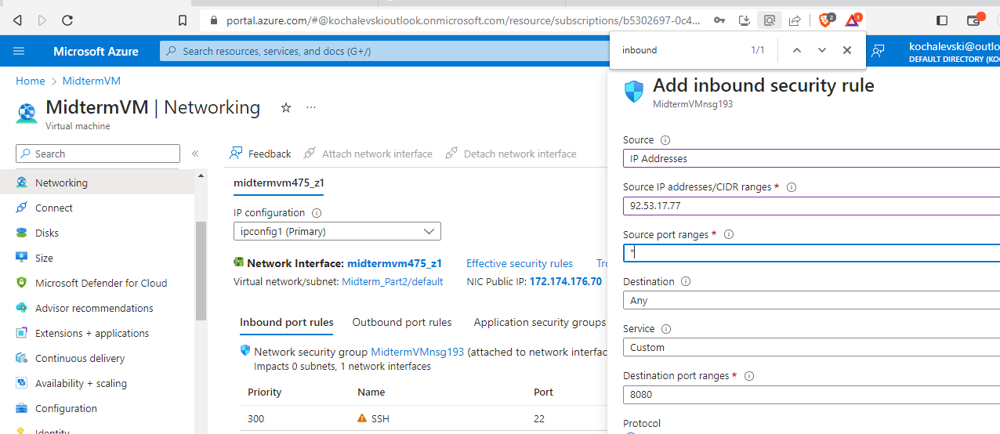 portal.azure.com/#@kochalevskioutlook.onmicrosoft.com/resource/subscriptions/b5302697-0c4...
2
1
Microsoft Azure
Search resources, services, and docs (G+/)
inbound
1/1
kochalevski@outlo
DEFAULT DIRECTORY (KOC
Home > MidtermVM
MidtermVM | Networking
Virtual machine
Search
«
Networking
Connect
Disks
Size
Microsoft Defender for Cloud
Advisor recommendations
Extensions + applications
Continuous delivery
Availability + scaling
Configuration
Identity
Feedback
Attach network interface
Detach network interface
midtermvm475_z1
IP configuration
ipconfig1 (Primary)
Network Interface: midtermvm475_z1
Effective security rules
Tro
Virtual network/subnet: Midterm_Part2/default
NIC Public IP: 172.174.176.70
Inbound port rules
Outbound port rules
Application security groups
Network security group MidtermVMnsg193 (attached to network interfac
Impacts 0 subnets, 1 network interfaces
Priority Name Port
300 SSH 22
Add inbound security rule
MidtermVMnsg193
Source
IP Addresses
Source IP addresses/CIDR ranges *
92.53.17.77
Source port ranges *
*
Destination
Any
Service
Custom
Destination port ranges *
8080
Protocol